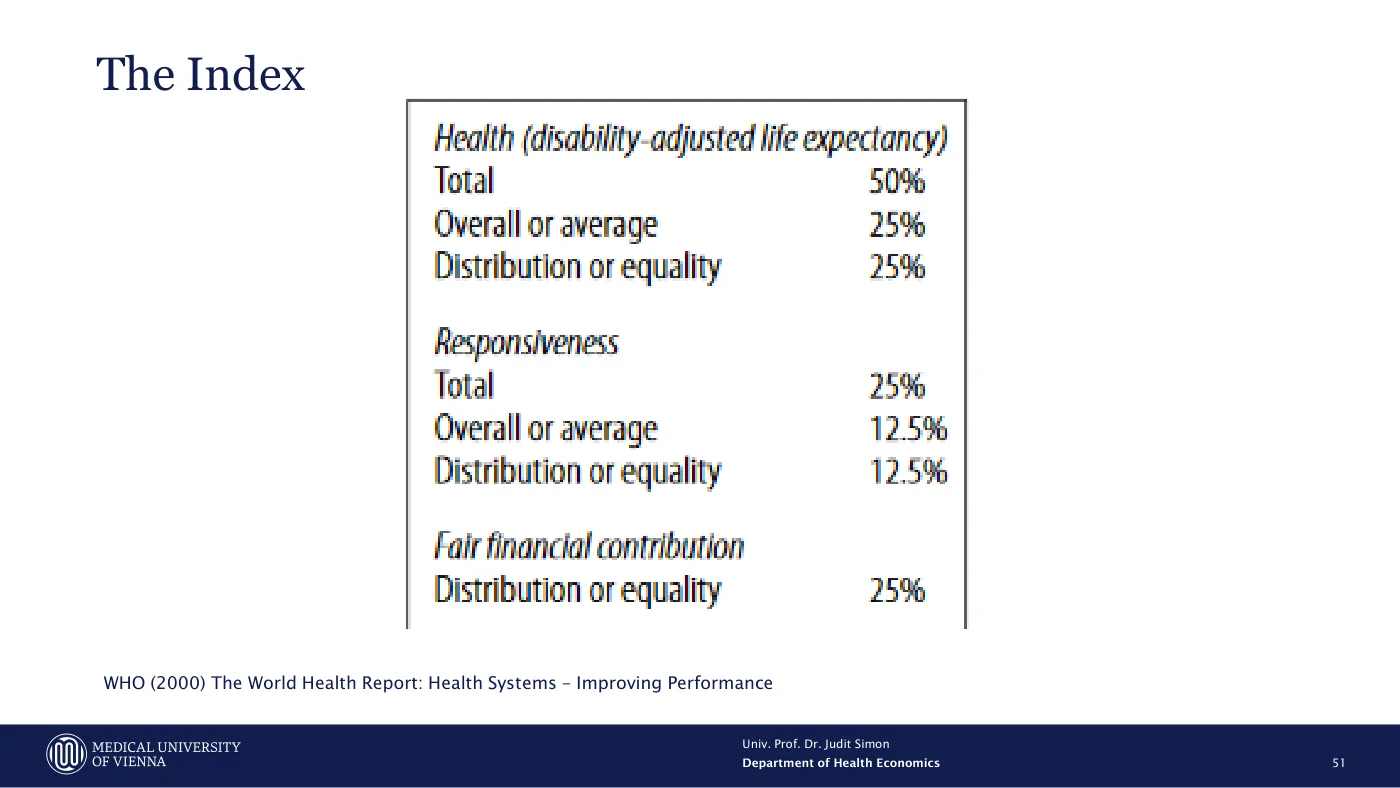 The Index
Health (disability-adjusted life expectancy)
Total 50%
Overall or average 25%
Distribution or equality 25%
Responsiveness
Total 25%
Overall or average 12.5%
Distribution or equality 12.5%
Fair financial contribution
Distribution or equality 25%
WHO (2000) The World Health Report: Health Systems – Improving Performance
MEDICAL UNIVERSITY
OF VIENNA
Univ. Prof. Dr. Judit Simon
Department of Health Economics
51